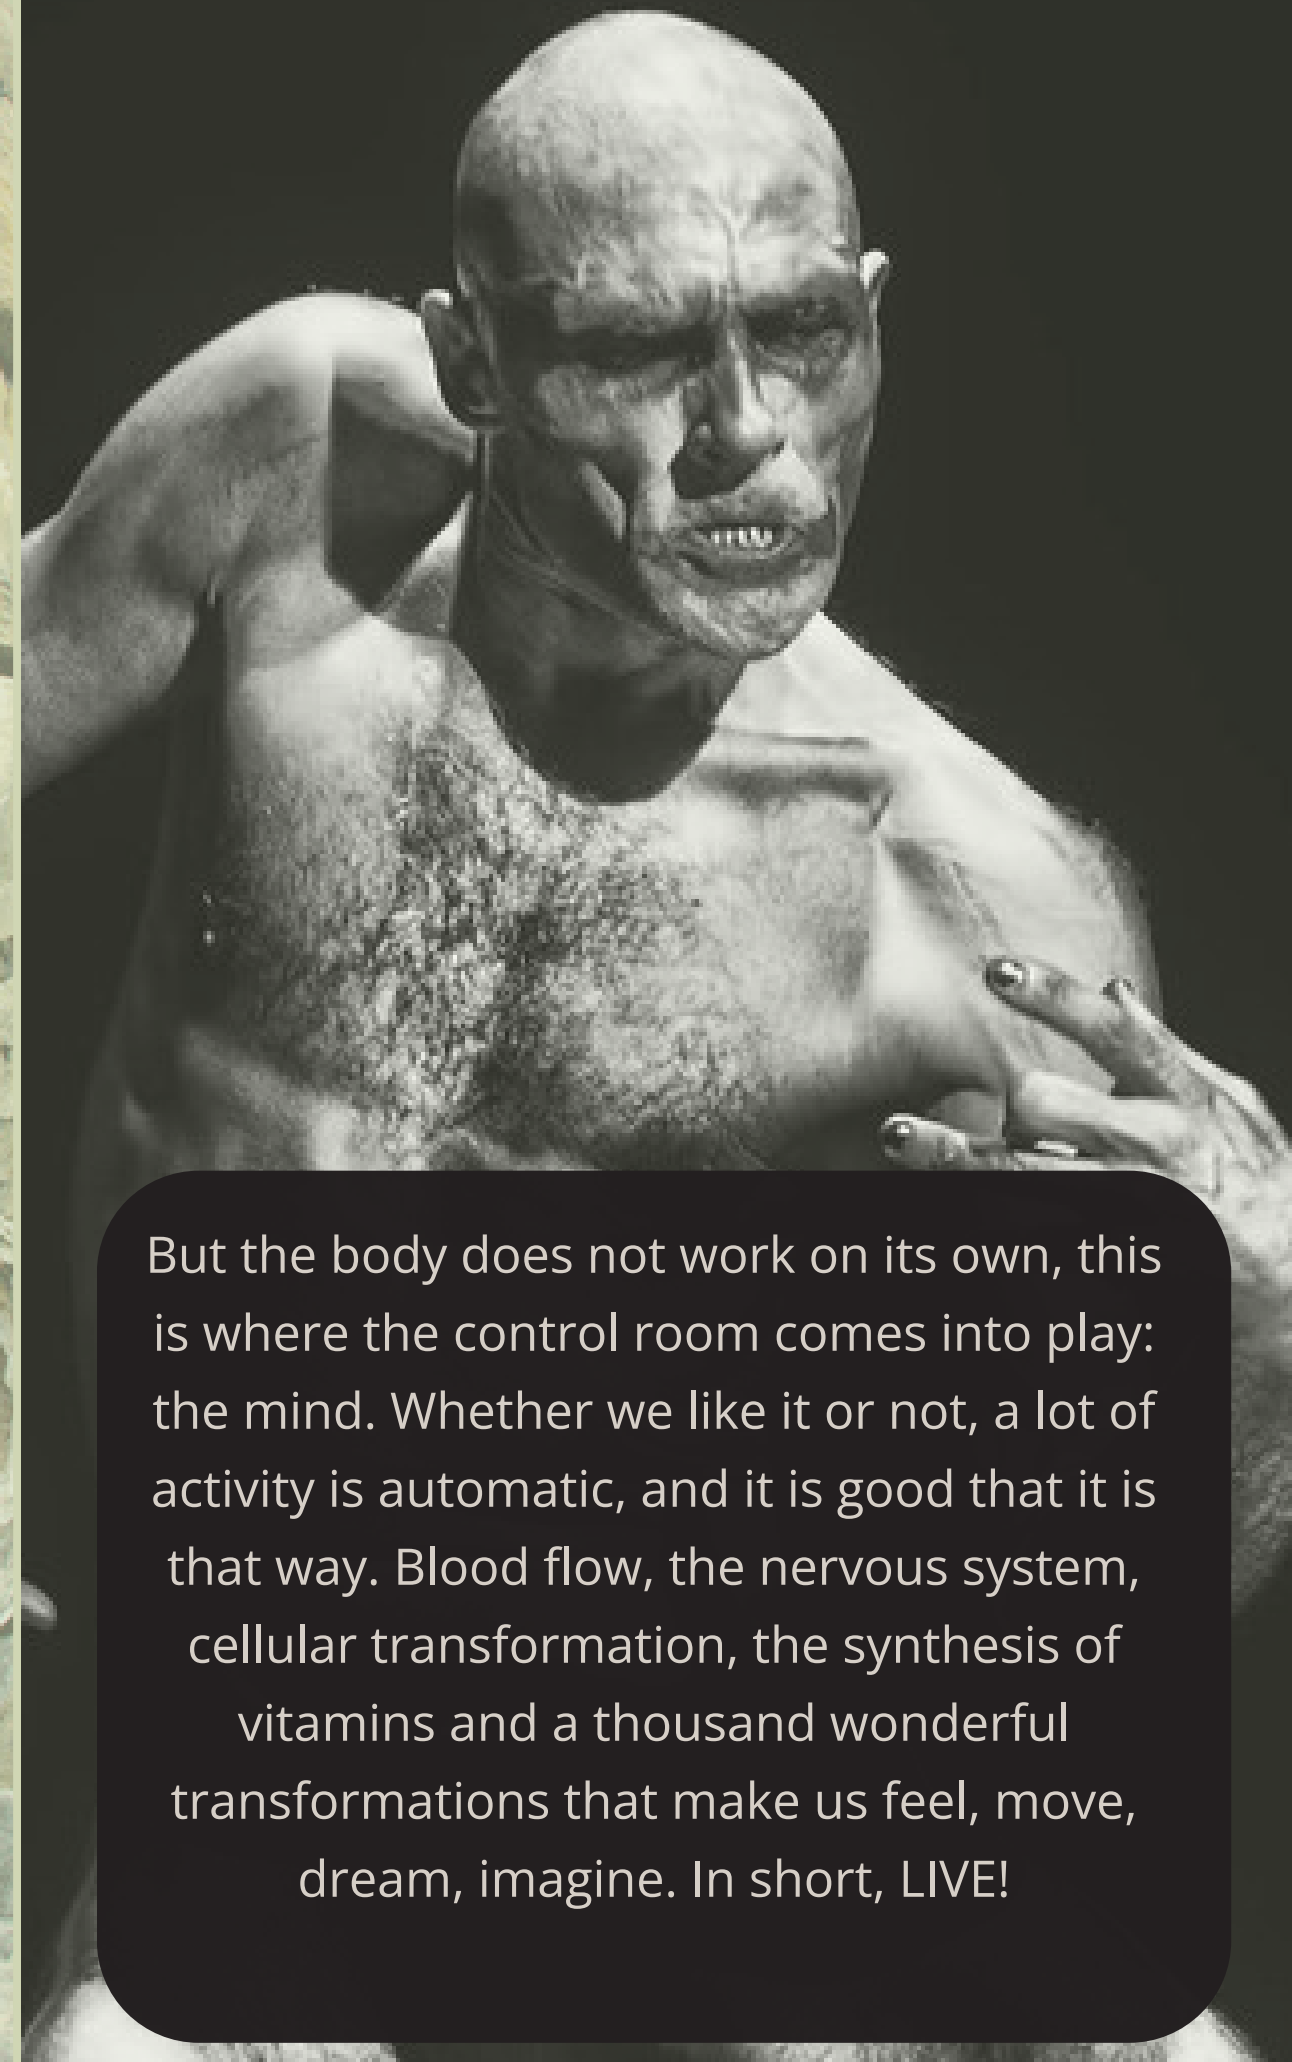 But the body does not work on its own, this
is where the control room comes into play:
the mind. Whether we like it or not, a lot of
activity is automatic, and it is good that it is
that way. Blood flow, the nervous system,
cellular transformation, the synthesis of
vitamins and a thousand wonderful
transformations that make us feel, move,
dream, imagine. In short, LIVE!